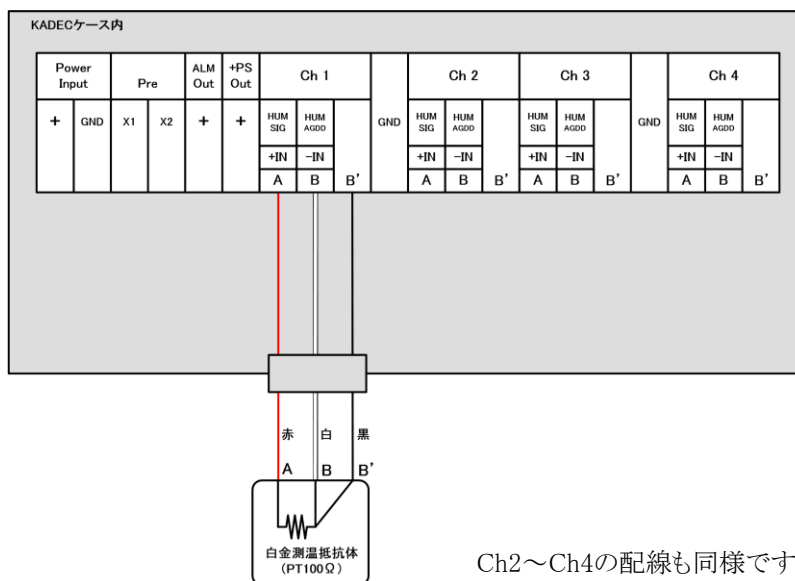 KADECケース内
Power Input Pre ALM Out +PS Out Ch 1 GND Ch 2 Ch 3 GND Ch 4
+ GND X1 X2 + + HUM SIG HUM AGDD HUM SIG HUM AGDD HUM SIG HUM AGDD HUM SIG HUM AGDD
+IN -IN +IN -IN +IN -IN +IN -IN
A B B' A B B' A B B' A B B'
赤 白 黒
A B B'
白金測温抵抗体
(PT100Ω)
Ch2～Ch4の配線も同様です